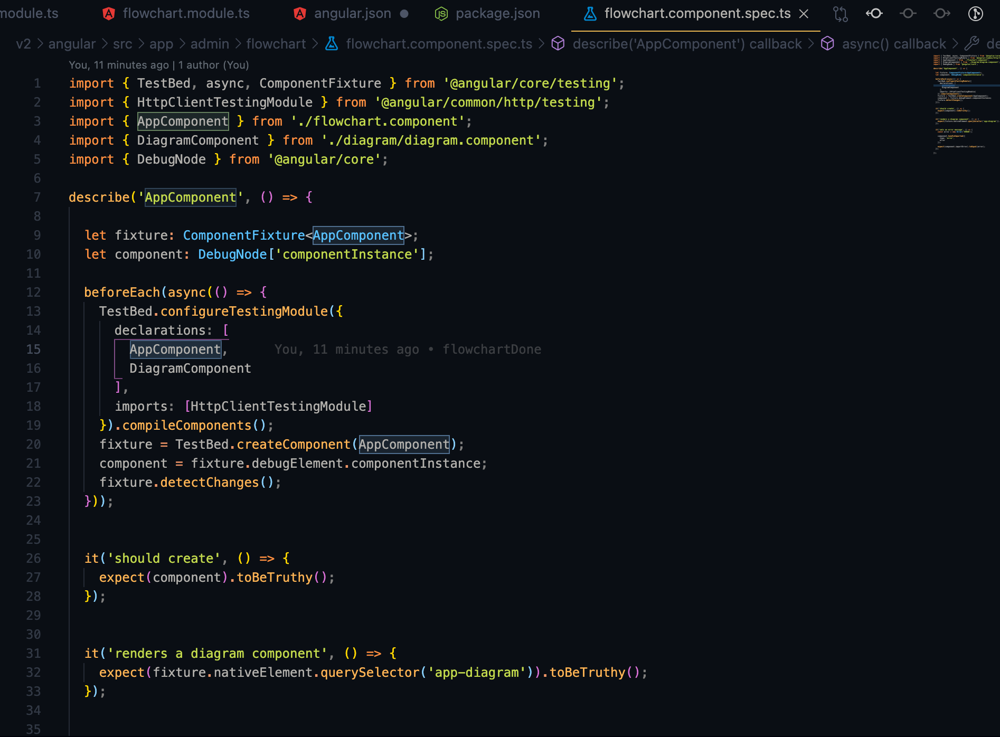 module.ts flowchart.module.ts angular.json package.json flowchart.component.spec.ts
v2 > angular > src > app > admin > flowchart > flowchart.component.spec.ts > describe('AppComponent') callback > async() callback > de
You, 11 minutes ago | 1 author (You)
1 import { TestBed, async, ComponentFixture } from '@angular/core/testing';
2 import { HttpClientTestingModule } from '@angular/common/http/testing';
3 import { AppComponent } from './flowchart.component';
4 import { DiagramComponent } from './diagram/diagram.component';
5 import { DebugNode } from '@angular/core';
6
7 describe('AppComponent', () => {
8
9 let fixture: ComponentFixture<AppComponent>;
10 let component: DebugNode['componentInstance'];
11
12 beforeEach(async(() => {
13 TestBed.configureTestingModule({
14 declarations: [
15 AppComponent, You, 11 minutes ago • flowchartDone
16 DiagramComponent
17 ],
18 imports: [HttpClientTestingModule]
19 }).compileComponents();
20 fixture = TestBed.createComponent(AppComponent);
21 component = fixture.debugElement.componentInstance;
22 fixture.detectChanges();
23 }));
24
25
26 it('should create', () => {
27 expect(component).toBeTruthy();
28 });
29
30
31 it('renders a diagram component', () => {
32 expect(fixture.nativeElement.querySelector('app-diagram')).toBeTruthy();
33 });
34
35